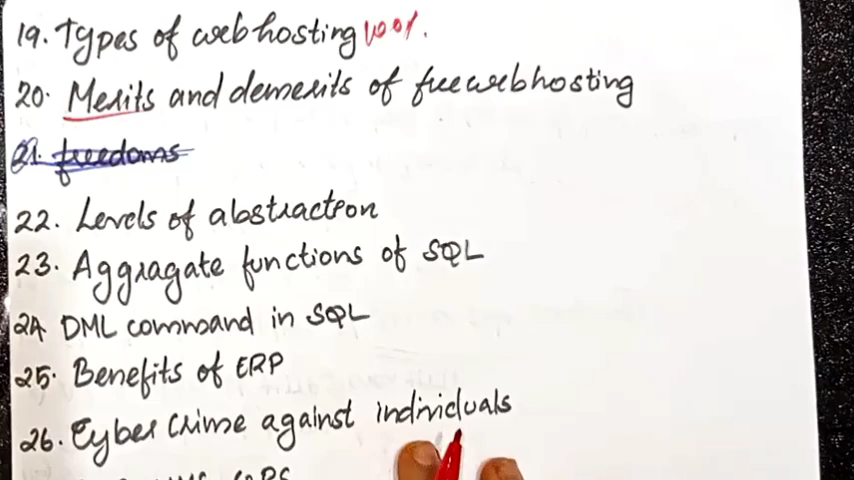 19. Types of webhosting 100%.
20. Merits and demerits of free webhosting
21. freedoms
22. Levels of abstraction
23. Aggragate functions of SQL
24 DML command in SQL
25. Benefits of ERP
26. Cyber Crime against individuals
GPS